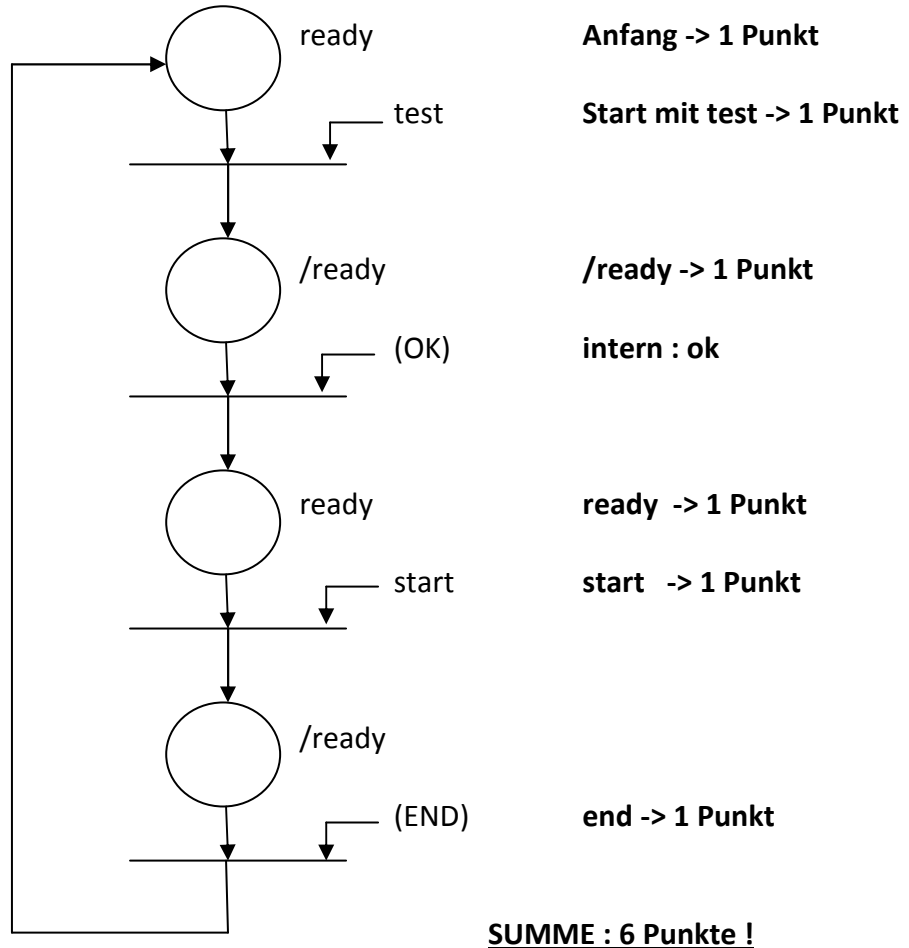 ready Anfang -> 1 Punkt
test Start mit test -> 1 Punkt
/ready /ready -> 1 Punkt
(OK) intern : ok
ready ready -> 1 Punkt
start start -> 1 Punkt
/ready
(END) end -> 1 Punkt
SUMME : 6 Punkte !